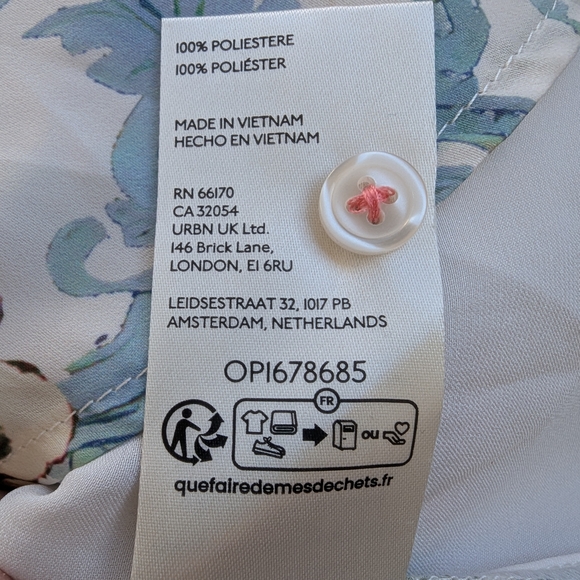 100% POLIESTERE
100% POLIÉSTER
MADE IN VIETNAM
HECHO EN VIETNAM
RN 66170
CA 32054
URBN UK Ltd.
146 Brick Lane,
LONDON, E1 6RU
LEIDSESTRAAT 32, 1017 PB
AMSTERDAM, NETHERLANDS
OP1678685
FR
ou
quefairedemesdechets.fr